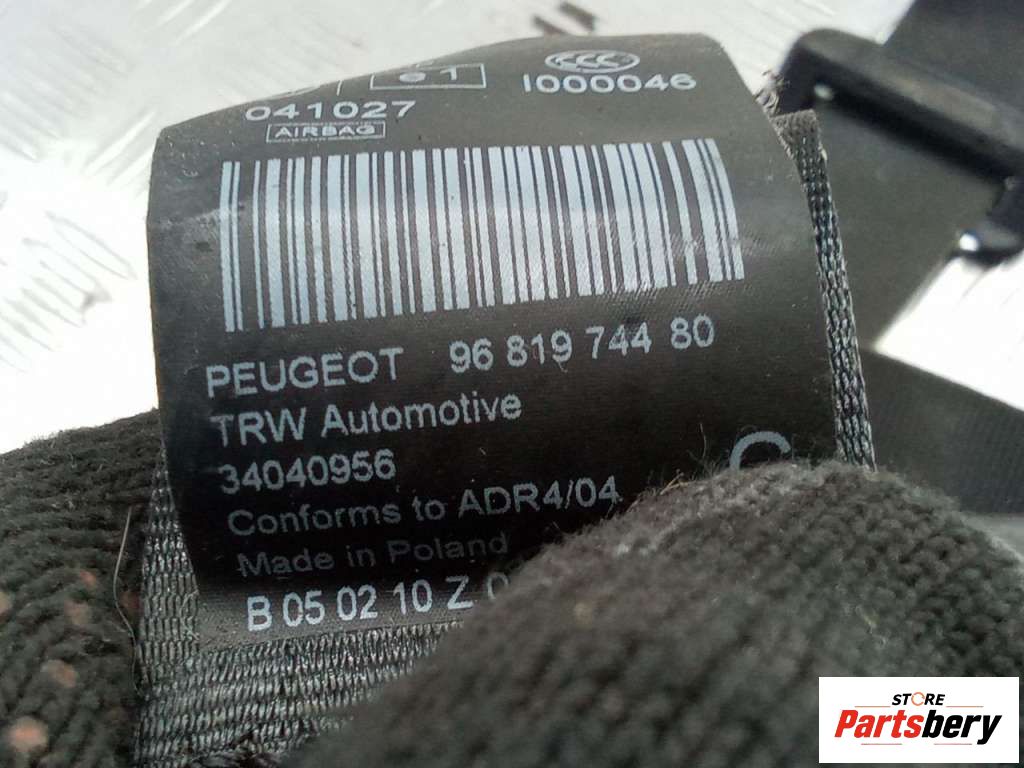 e1
CCC
041027
I000046
AIRBAG
PEUGEOT 96 819 744 80
TRW Automotive
34040956
Conforms to ADR4/04
Made in Poland
B 05 02 10 Z
STORE
Partsbery